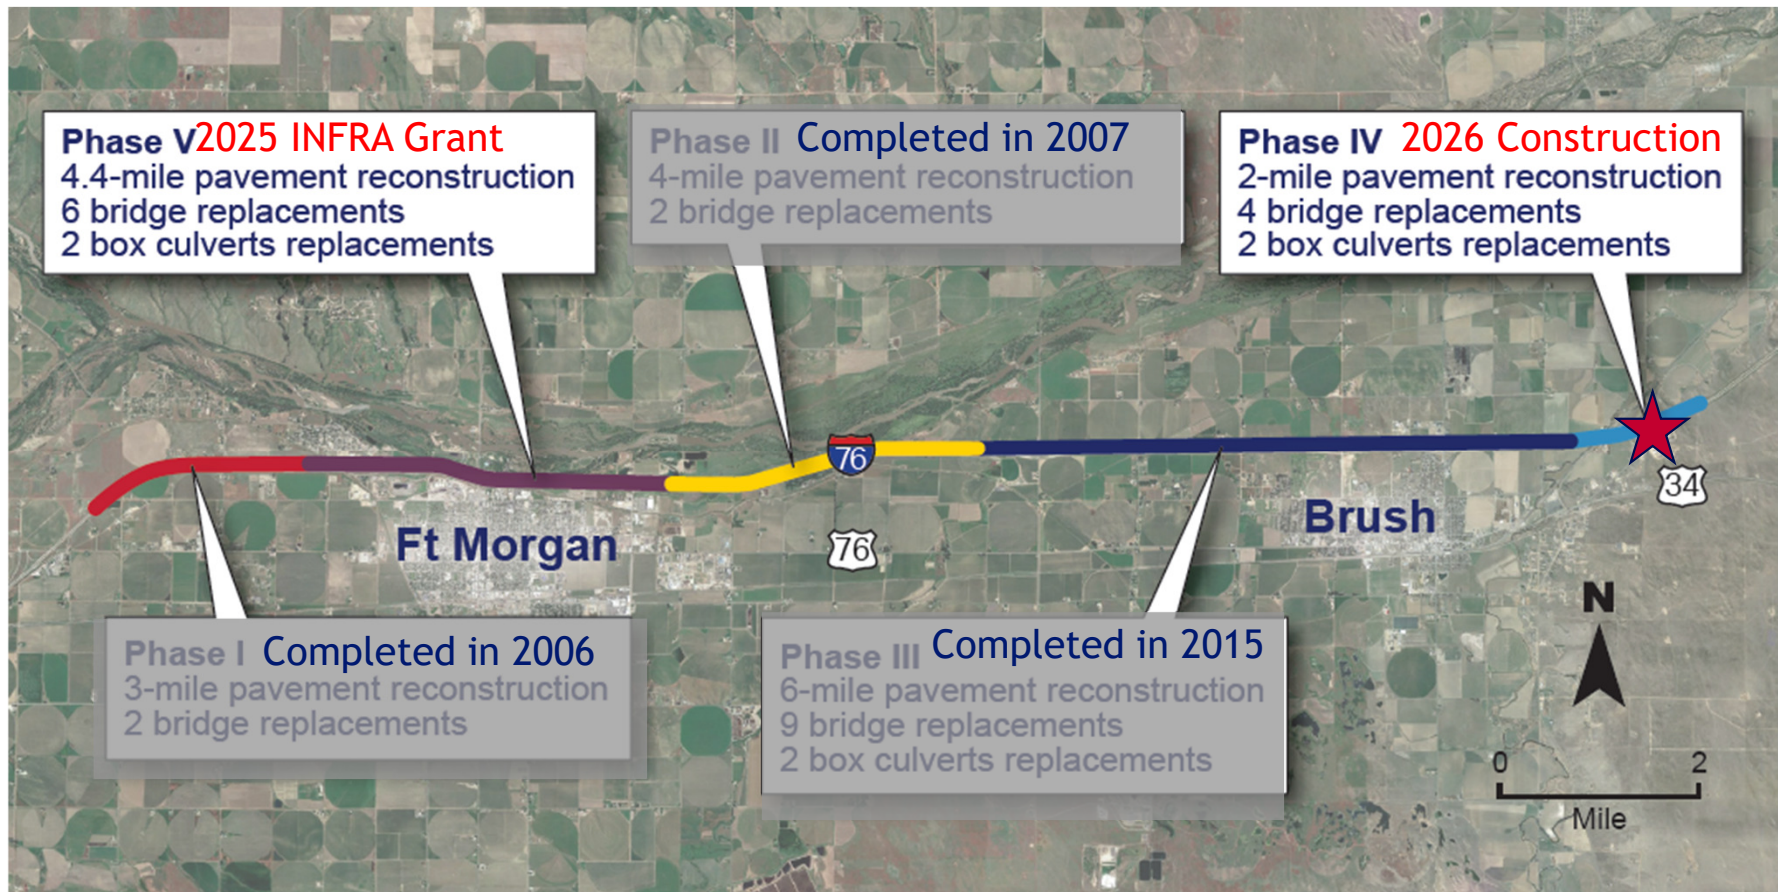 Phase V 2025 INFRA Grant
4.4-mile pavement reconstruction
6 bridge replacements
2 box culverts replacements
Phase II Completed in 2007
4-mile pavement reconstruction
2 bridge replacements
Phase IV 2026 Construction
2-mile pavement reconstruction
4 bridge replacements
2 box culverts replacements
76
34
Ft Morgan
76
Brush
Phase I Completed in 2006
3-mile pavement reconstruction
2 bridge replacements
Phase III Completed in 2015
6-mile pavement reconstruction
9 bridge replacements
2 box culverts replacements
N
0 2
Mile